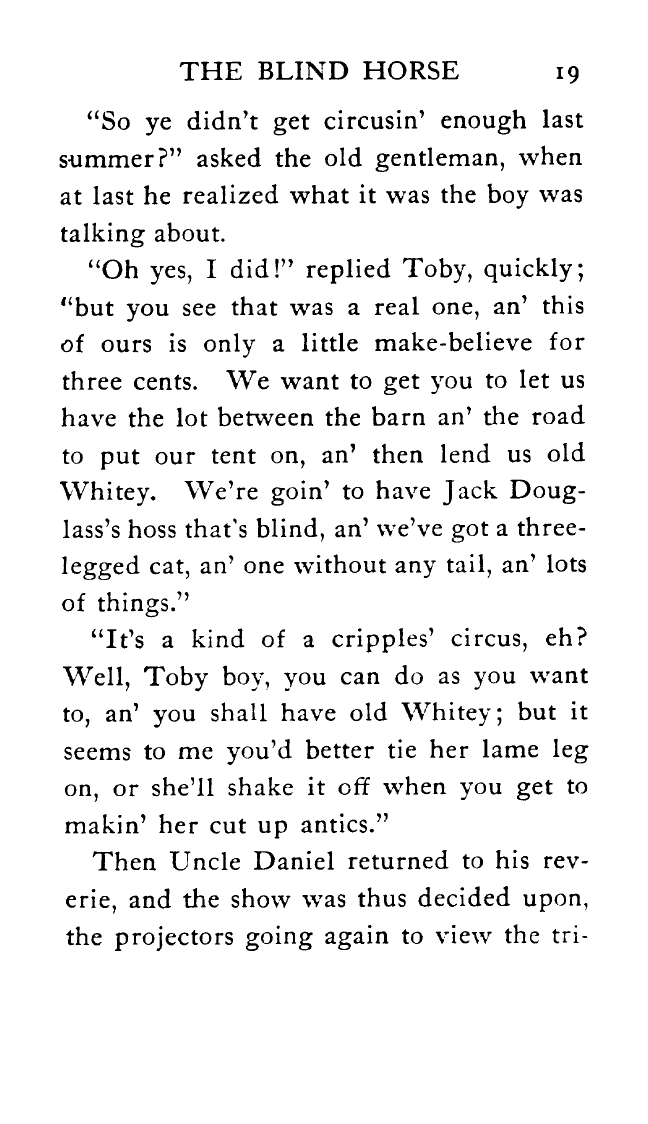 THE BLIND HORSE 19
“So ye didn’t get circusin’ enough last
summer?” asked the old gentleman, when
at last he realized what it was the boy was
talking about.
“Oh yes, I did!” replied Toby, quickly;
“but you see that was a real one, an’ this
of ours is only a little make-believe for
three cents. We want to get you to let us
have the lot between the barn an’ the road
to put our tent on, an’ then lend us old
Whitey. We’re goin’ to have Jack Doug-
lass’s hoss that’s blind, an’ we’ve got a three-
legged cat, an’ one without any tail, an’ lots
of things.”
“It’s a kind of a cripples’ circus, eh?
Well, Toby boy, you can do as you want
to, an’ you shall have old Whitey; but it
seems to me you’d better tie her lame leg
on, or she’ll shake it off when you get to
makin’ her cut up antics.”
Then Uncle Daniel returned to his rev-
erie, and the show was thus decided upon,
the projectors going again to view the tri-